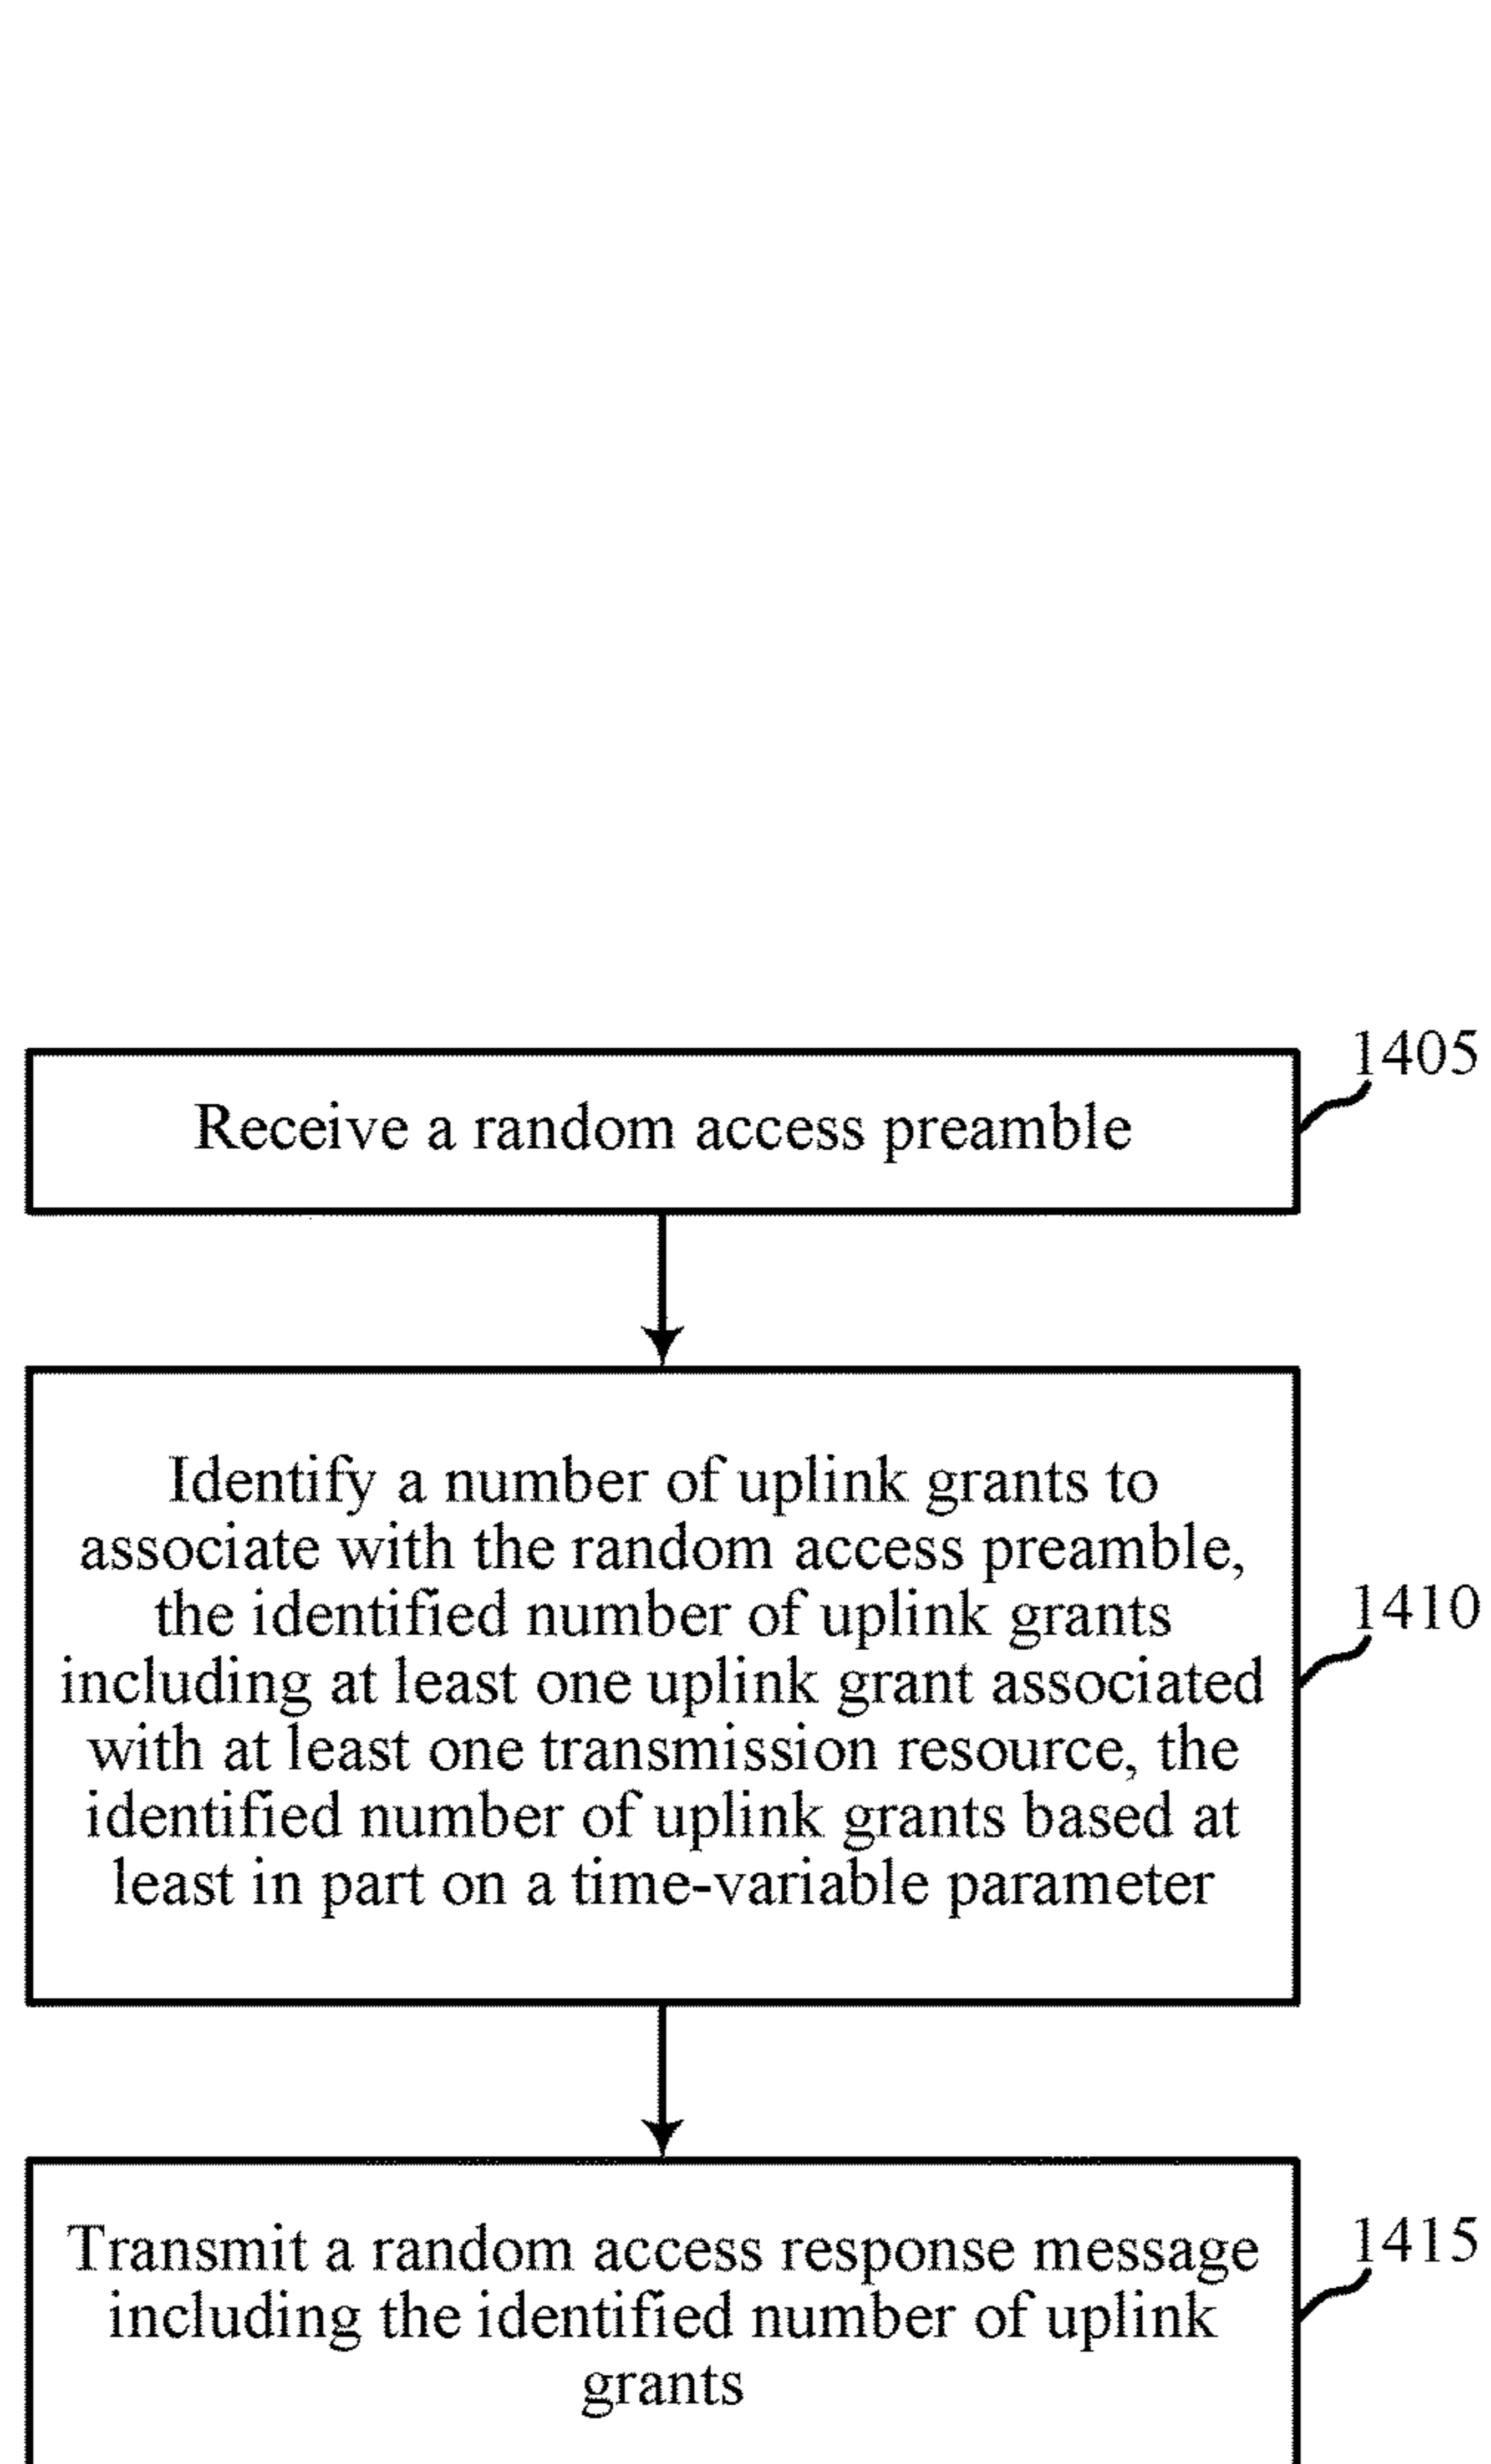 1405
Receive a random access preamble
Identify a number of uplink grants to
associate with the random access preamble,
the identified number of uplink grants
including at least one uplink grant associated
with at least one transmission resource, the
identified number of uplink grants based at
least in part on a time-variable parameter
1410
Transmit a random access response message
including the identified number of uplink
grants
1415